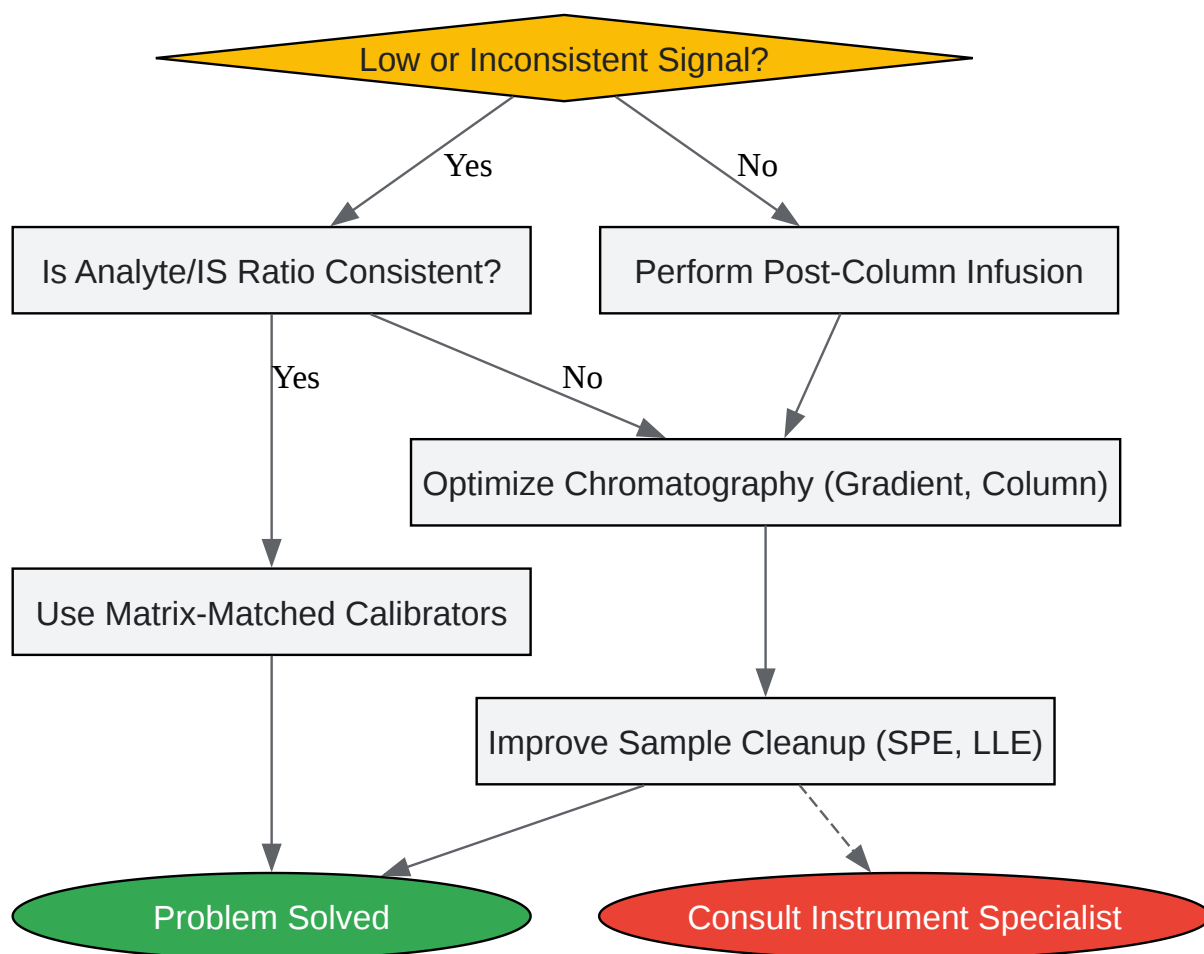 Low or Inconsistent Signal?
Yes
No
Is Analyte/IS Ratio Consistent?
Perform Post-Column Infusion
Yes
No
Optimize Chromatography (Gradient, Column)
Use Matrix-Matched Calibrators
Improve Sample Cleanup (SPE, LLE)
Problem Solved
Consult Instrument Specialist